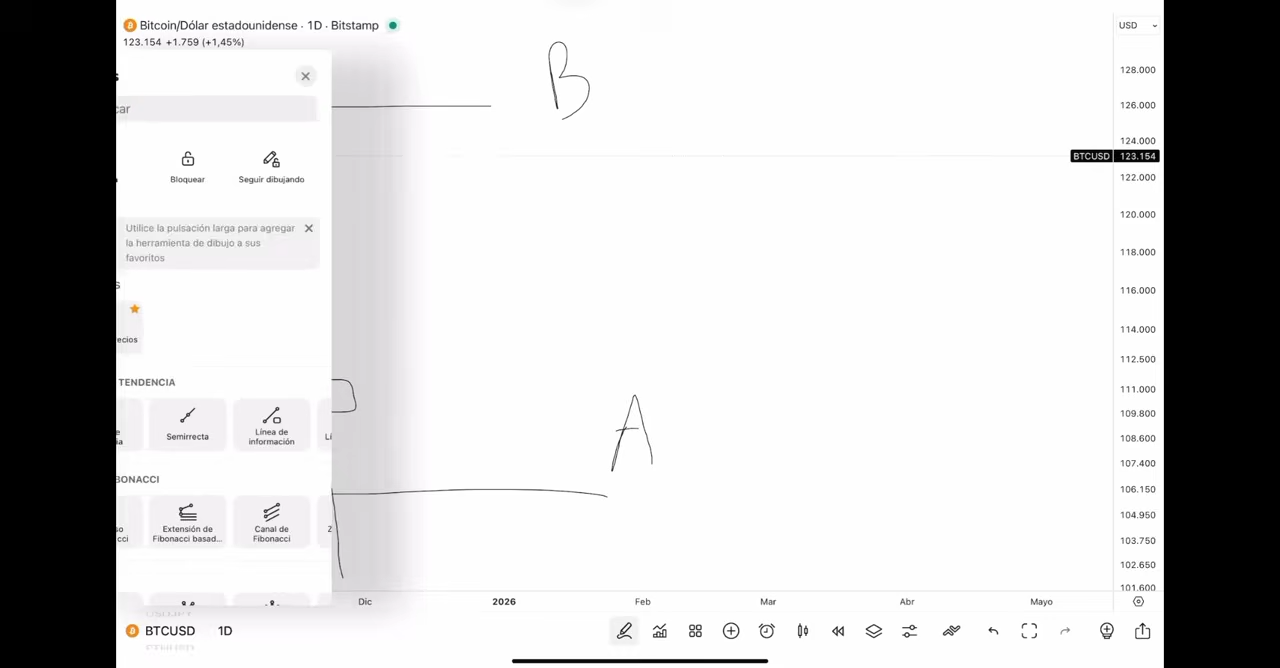 Bitcoin/Dólar estadounidense · 1D · Bitstamp
USD
123.154 +1.759 (+1,45%)
128.000
B
126.000
124.000
BTCUSD 123.154
Bloquear
Seguir dibujando
122.000
120.000
Utilice la pulsación larga para agregar
la herramienta de dibujo a sus
favoritos
118.000
116.000
114.000
112.500
TENDENCIA
111.000
109.800
A
Semirrecta
Línea de
información
108.600
107.400
106.150
104.950
Extensión de
Fibonacci basad...
Canal de
Fibonacci
103.750
102.650
101.600
Dic
2026
Feb
Mar
Abr
Mayo
BTCUSD 1D